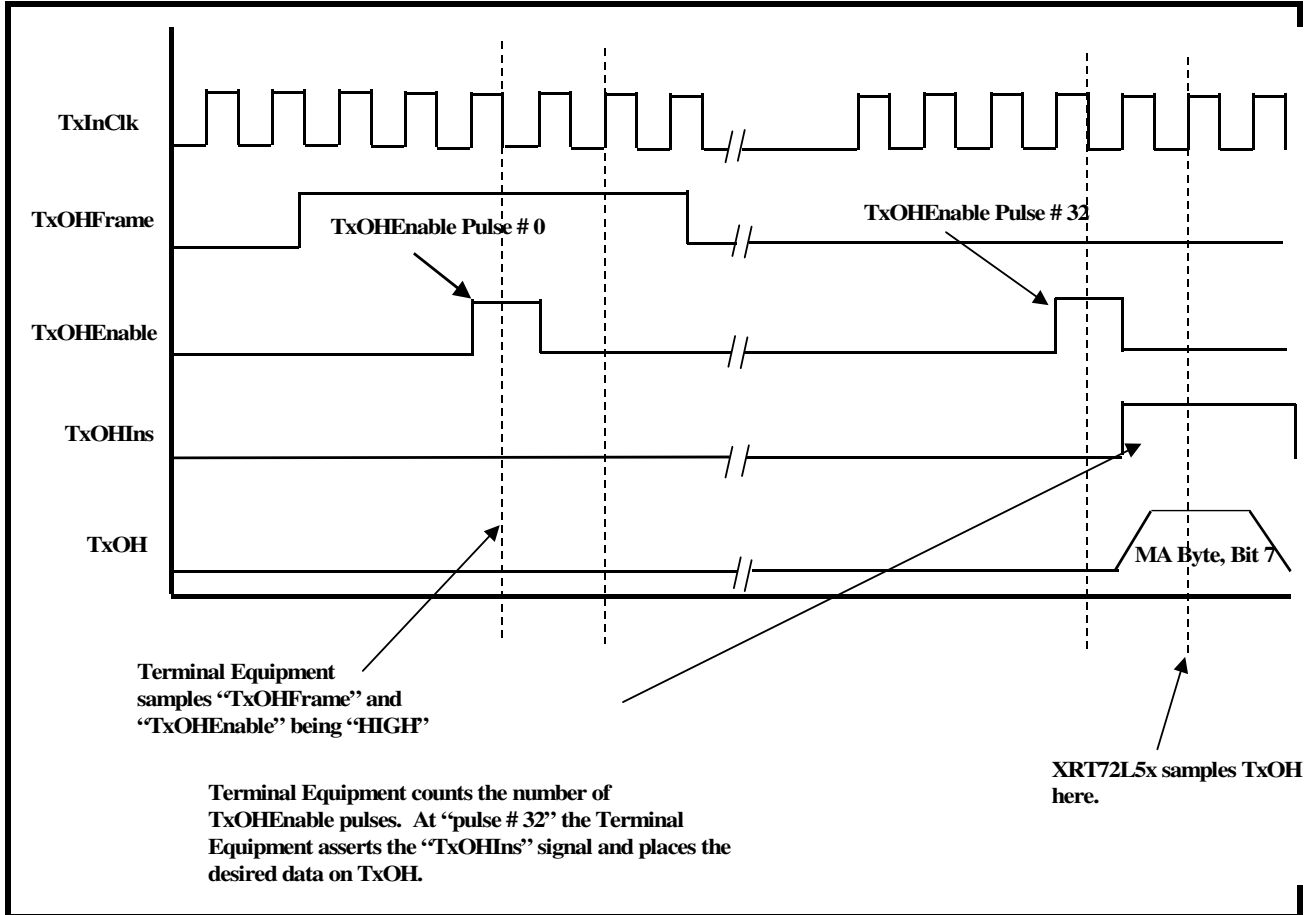 TxInClk
TxOHFrame
TxOHEnable Pulse # 0
TxOHEnable Pulse # 32
TxOHEnable
TxOHIns
TxOH
MA Byte, Bit 7
Terminal Equipment
samples “TxOHFrame” and
“TxOHEnable” being “HIGH”
XRT72L5x samples TxOH
here.
Terminal Equipment counts the number of
TxOHEnable pulses. At “pulse # 32” the Terminal
Equipment asserts the “TxOHIns” signal and places the
desired data on TxOH.